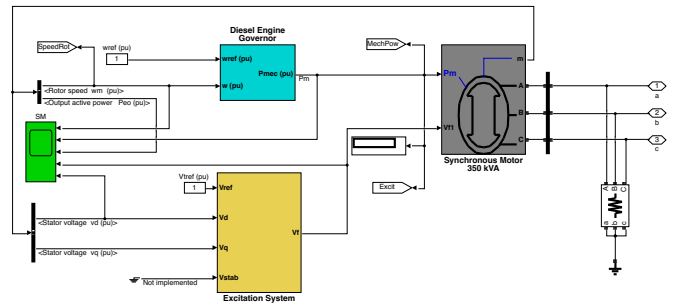 Diesel Engine
Governor
SpeedRot
wref (pu)
1
wref (pu)
Pmec (pu)
w (pu)
Pm
MechPow
m
Pm
A
B
C
Vf1
Synchronous Motor
350 kVA
1
a
2
b
3
c
<Rotor speed wm (pu)>
<Output active power Peo (pu)>
SM
Excit
Vtref (pu)
1
Vref
Vd
Vq
Vstab
Vf
<Stator voltage vd (pu)>
<Stator voltage vq (pu)>
Not implemented
Excitation System
A B C
a b c